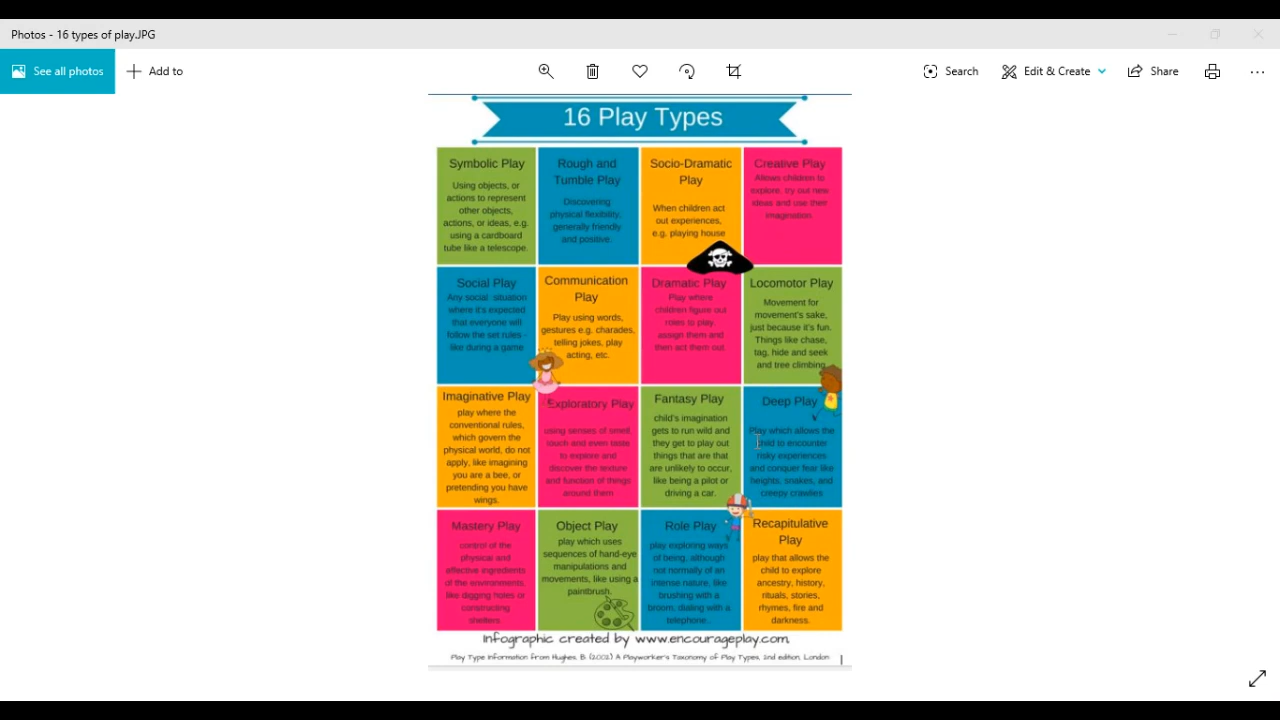 Photos - 16 types of play.JPG
See all photos
Add to
Search
Edit & Create
Share
16 Play Types
Symbolic Play
Using objects, or
actions to represent
other objects,
actions, or ideas, e.g.
using a cardboard
tube like a telescope.
Rough and
Tumble Play
Discovering
physical flexibility,
generally friendly
and positive.
Socio-Dramatic
Play
When children act
out experiences,
e.g. playing house
Creative Play
Allows children to
explore, try out new
ideas and use their
imagination
Social Play
Any social situation
where it's expected
that everyone will
follow the set rules -
like during a game
Communication
Play
Play using words,
gestures e.g. charades,
telling jokes, play
acting, etc.
Dramatic Play
Play where
children figure out
roles to play,
assign them and
then act them out
Locomotor Play
Movement for
movement's sake,
just because it's fun.
Things like chase,
tag, hide and seek
and tree climbing
Imaginative Play
play where the
conventional rules,
which govern the
physical world, do not
apply, like imagining
you are a bee, or
pretending you have
wings.
Exploratory Play
using senses of smell,
touch and even taste
to explore and
discover the texture
and function of things
around them
Fantasy Play
child's imagination
gets to run wild and
they get to play out
things that are that
are unlikely to occur,
like being a pilot or
driving a car.
Deep Play
Play which allows the
child to encounter
risky experiences
and conquer fear like
heights, snakes, and
creepy crawlies
Mastery Play
control of the
physical and
affective ingredients
of the environments,
like digging holes or
constructing
shelters
Object Play
play which uses
sequences of hand-eye
manipulations and
movements, like using a
paintbrush.
Role Play
play exploring ways
of being, although
not normally of an
intense nature, like
brushing with a
broom, dialing with a
telephone..
Recapitulative
Play
play that allows the
child to explore
ancestry, history,
rituals, stories,
rhymes, fire and
darkness.
Infographic created by www.encourageplay.com,
Play Type Information from Hughes, B. (2002) A Playworker's Taxonomy of Play Types, 2nd edition, London